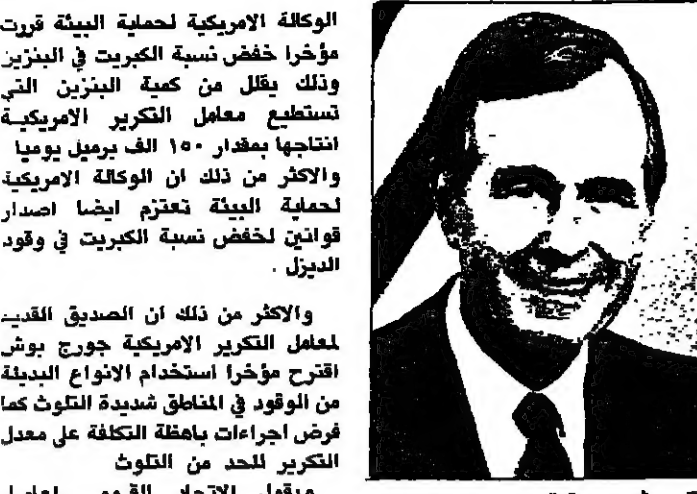 الوكالة الامريكية لحماية البيئة قررت
مؤخرا خفض نسبة الكبريت في البنزين
وذلك يقلل من كمية البنزين التي
تستطيع معامل التكرير الامريكية
انتاجها بمقدار ١٥٠ الف برميل يوميا
والاكثر من ذلك ان الوكالة الامريكية
لحماية البيئة تعتزم ايضا اصدار
قوانين لخفض نسبة الكبريت في وقود
الديزل .
والاكثر من ذلك ان الصديق القديم
لمعامل التكرير الامريكية جورج بوش
اقترح مؤخرا استخدام الانواع البديلة
من الوقود في المناطق شديدة التلوث كما
فرض اجراءات باهظة التكلفة على معدل
التكرير للحد من التلوث
ويقول الاتحاد القومي لمعامل